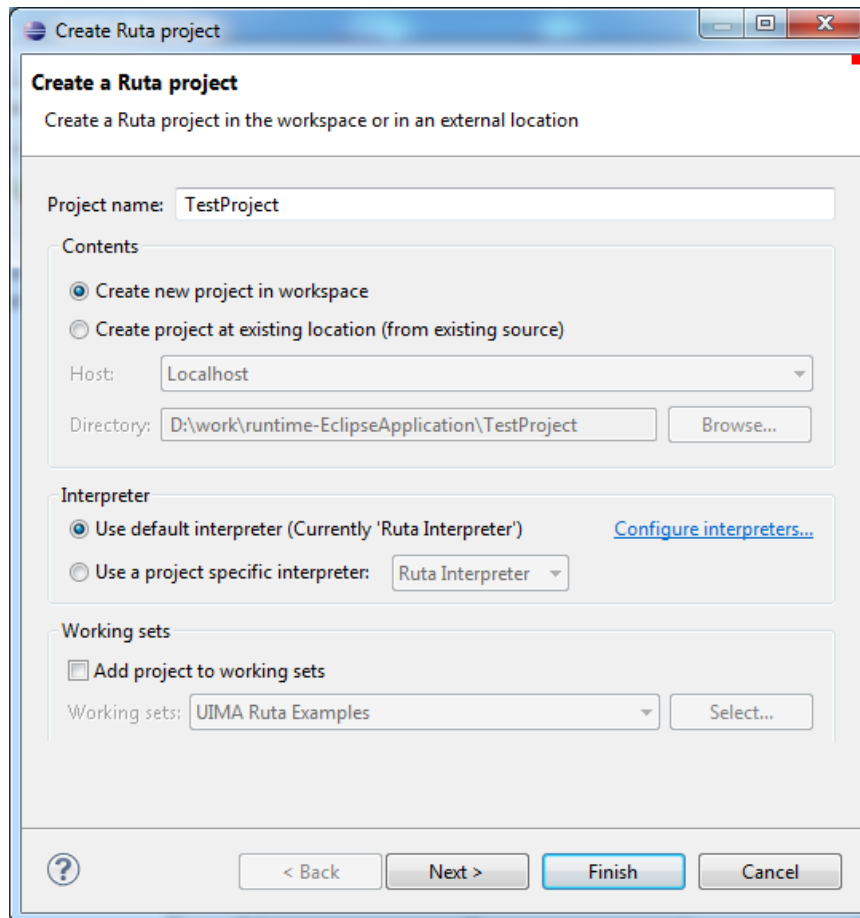 Create Ruta project
Create a Ruta project
Create a Ruta project in the workspace or in an external location
Project name: TestProject
Contents
Create new project in workspace
Create project at existing location (from existing source)
Host: Localhost
Directory: D:\work\runtime-EclipseApplication\TestProject Browse...
Interpreter
Use default interpreter (Currently 'Ruta Interpreter') Configure interpreters...
Use a project specific interpreter: Ruta Interpreter
Working sets
Add project to working sets
Working sets: UIMA Ruta Examples Select...
? < Back Next > Finish Cancel